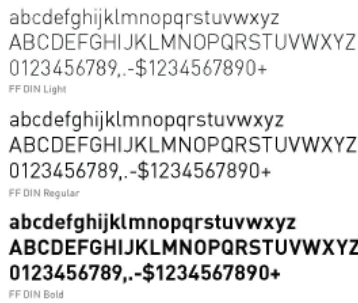 abcdefghijklmnopqrstuvwxyz
ABCDEFGHIJKLMNOPQRSTUVWXYZ
0123456789,.-$1234567890+
FF DIN Light
abcdefghijklmnopqrstuvwxyz
ABCDEFGHIJKLMNOPQRSTUVWXYZ
0123456789,.-$1234567890+
FF DIN Regular
abcdefghijklmnopqrstuvwxyz
ABCDEFGHIJKLMNOPQRSTUVWXYZ
0123456789,.-$1234567890+
FF DIN Bold